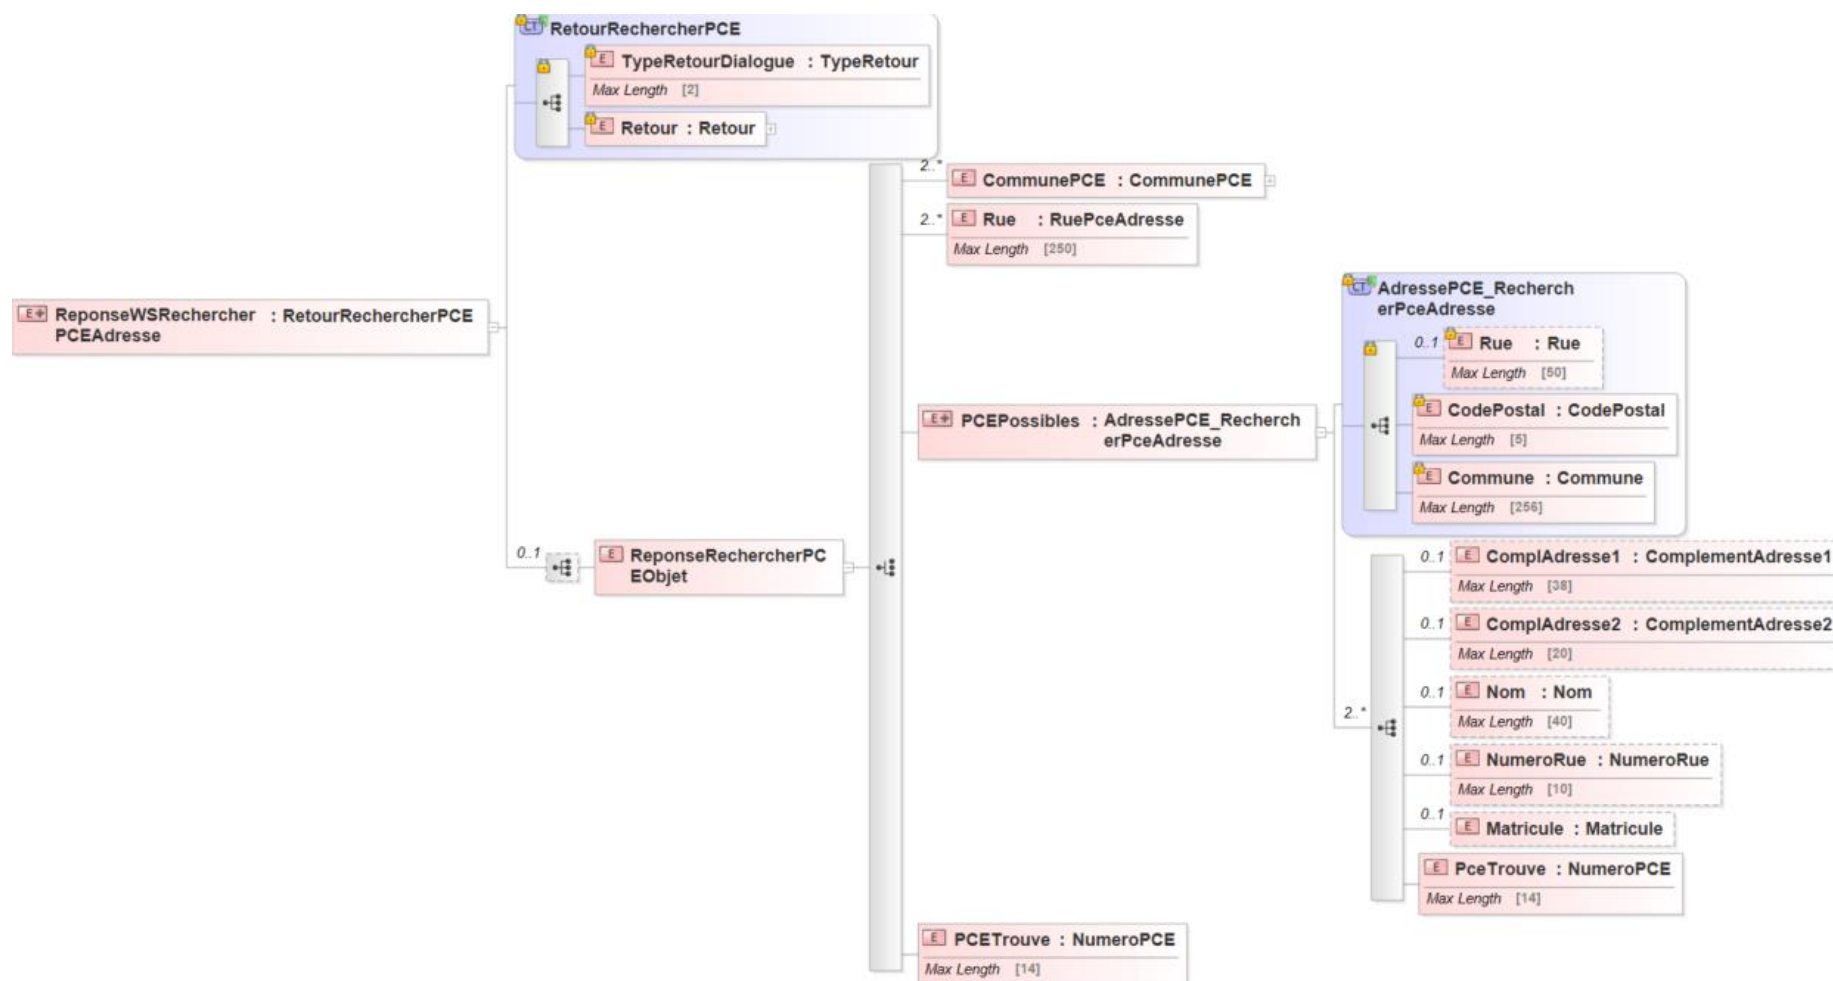 RetourRechercherPCE
TypeRetourDialogue : TypeRetour
Max Length [2]
Retour : Retour
2..*
CommunePCE : CommunePCE
2..*
Rue : RuePceAdresse
Max Length [250]
AdressePCE_Recherch
erPceAdresse
0..1
Rue : Rue
Max Length [50]
CodePostal : CodePostal
Max Length [5]
Commune : Commune
Max Length [256]
ReponseWSRechercher : RetourRechercherPCE
PCEAdresse
PCEPossibles : AdressePCE_Recherch
erPceAdresse
0..1
ReponseRechercherPC
EObjet
0..1
ComplAdresse1 : ComplementAdresse1
Max Length [38]
0..1
ComplAdresse2 : ComplementAdresse2
Max Length [20]
0..1
Nom : Nom
Max Length [40]
2..*
0..1
NumeroRue : NumeroRue
Max Length [10]
0..1
Matricule : Matricule
PceTrouve : NumeroPCE
Max Length [14]
PCETrouve : NumeroPCE
Max Length [14]